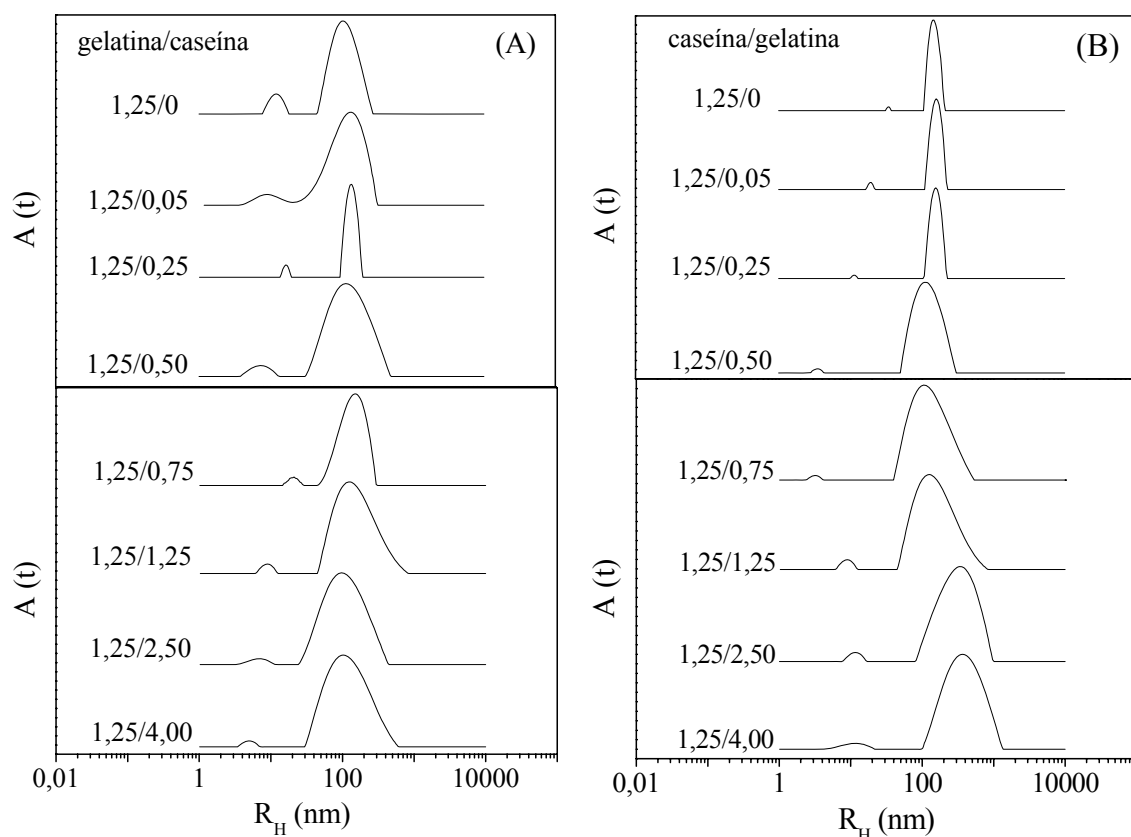 gelatina/caseína
(A)
1,25/0
1,25/0,05
1,25/0,25
1,25/0,50
A (t)
1,25/0,75
1,25/1,25
1,25/2,50
1,25/4,00
A (t)
0,01
1
100
10000
R_H (nm)
caseína/gelatina
(B)
1,25/0
1,25/0,05
1,25/0,25
1,25/0,50
A (t)
1,25/0,75
1,25/1,25
1,25/2,50
1,25/4,00
A (t)
0,01
1
100
10000
R_H (nm)